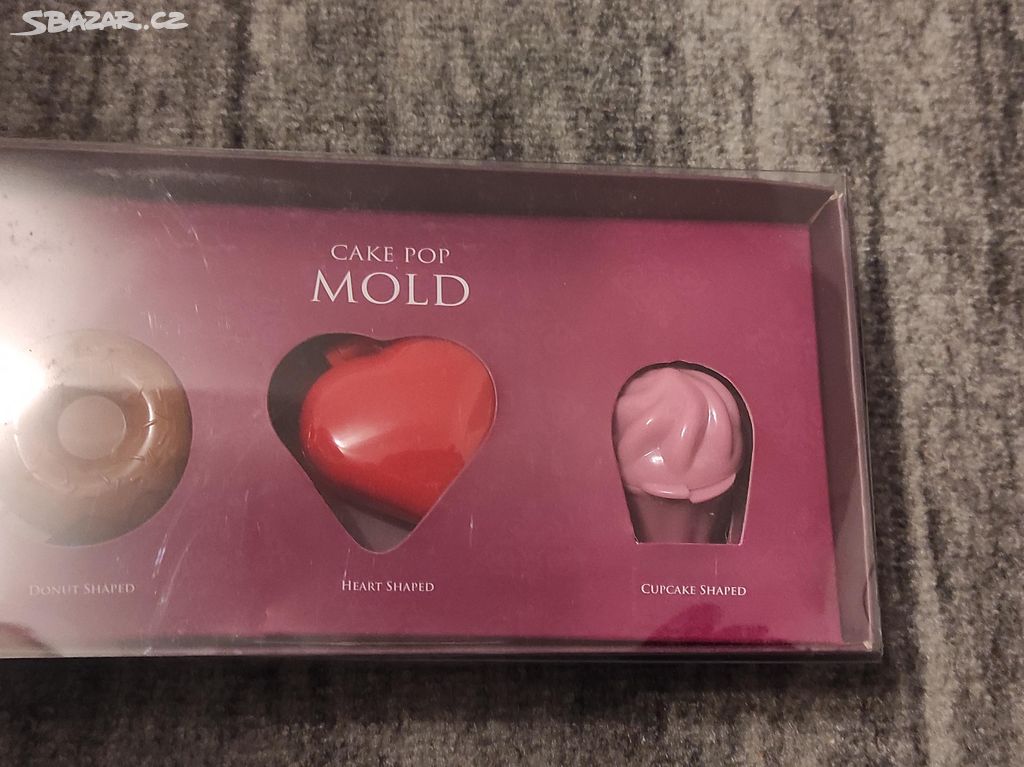 SBAZAR.CZ
CAKE POP
MOLD
DONUT SHAPED
HEART SHAPED
CUPCAKE SHAPED